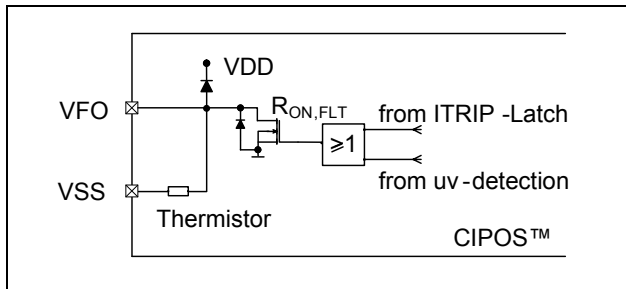 VDD
VFO
R_ON,FLT
from ITRIP -Latch
≥1
from uv-detection
VSS
Thermistor
CIPOS™